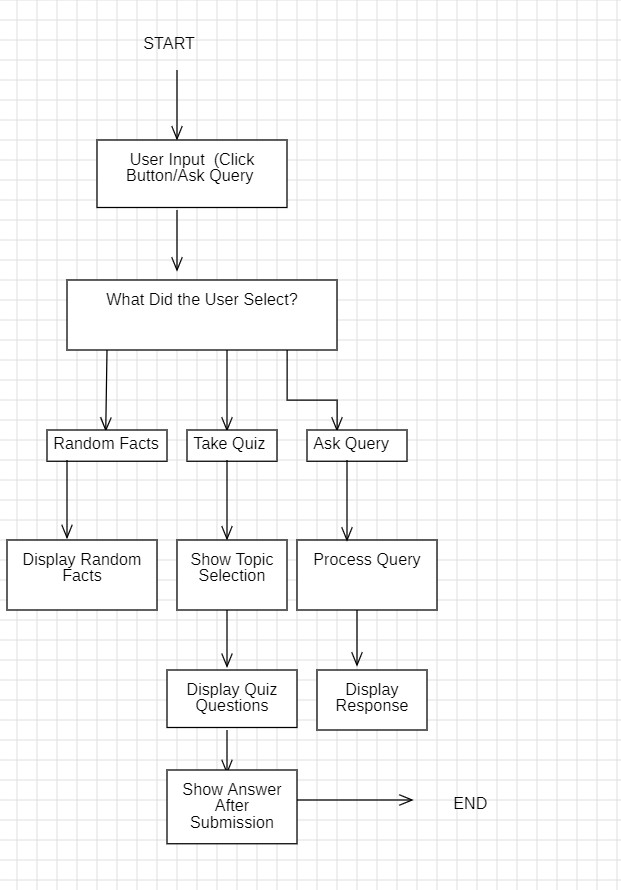 START
User Input  (Click
Button/Ask Query
What Did the User Select?
Random Facts
Take Quiz
Ask Query
Display Random
Facts
Show Topic
Selection
Process Query
Display Quiz
Questions
Display
Response
Show Answer
After
Submission
END